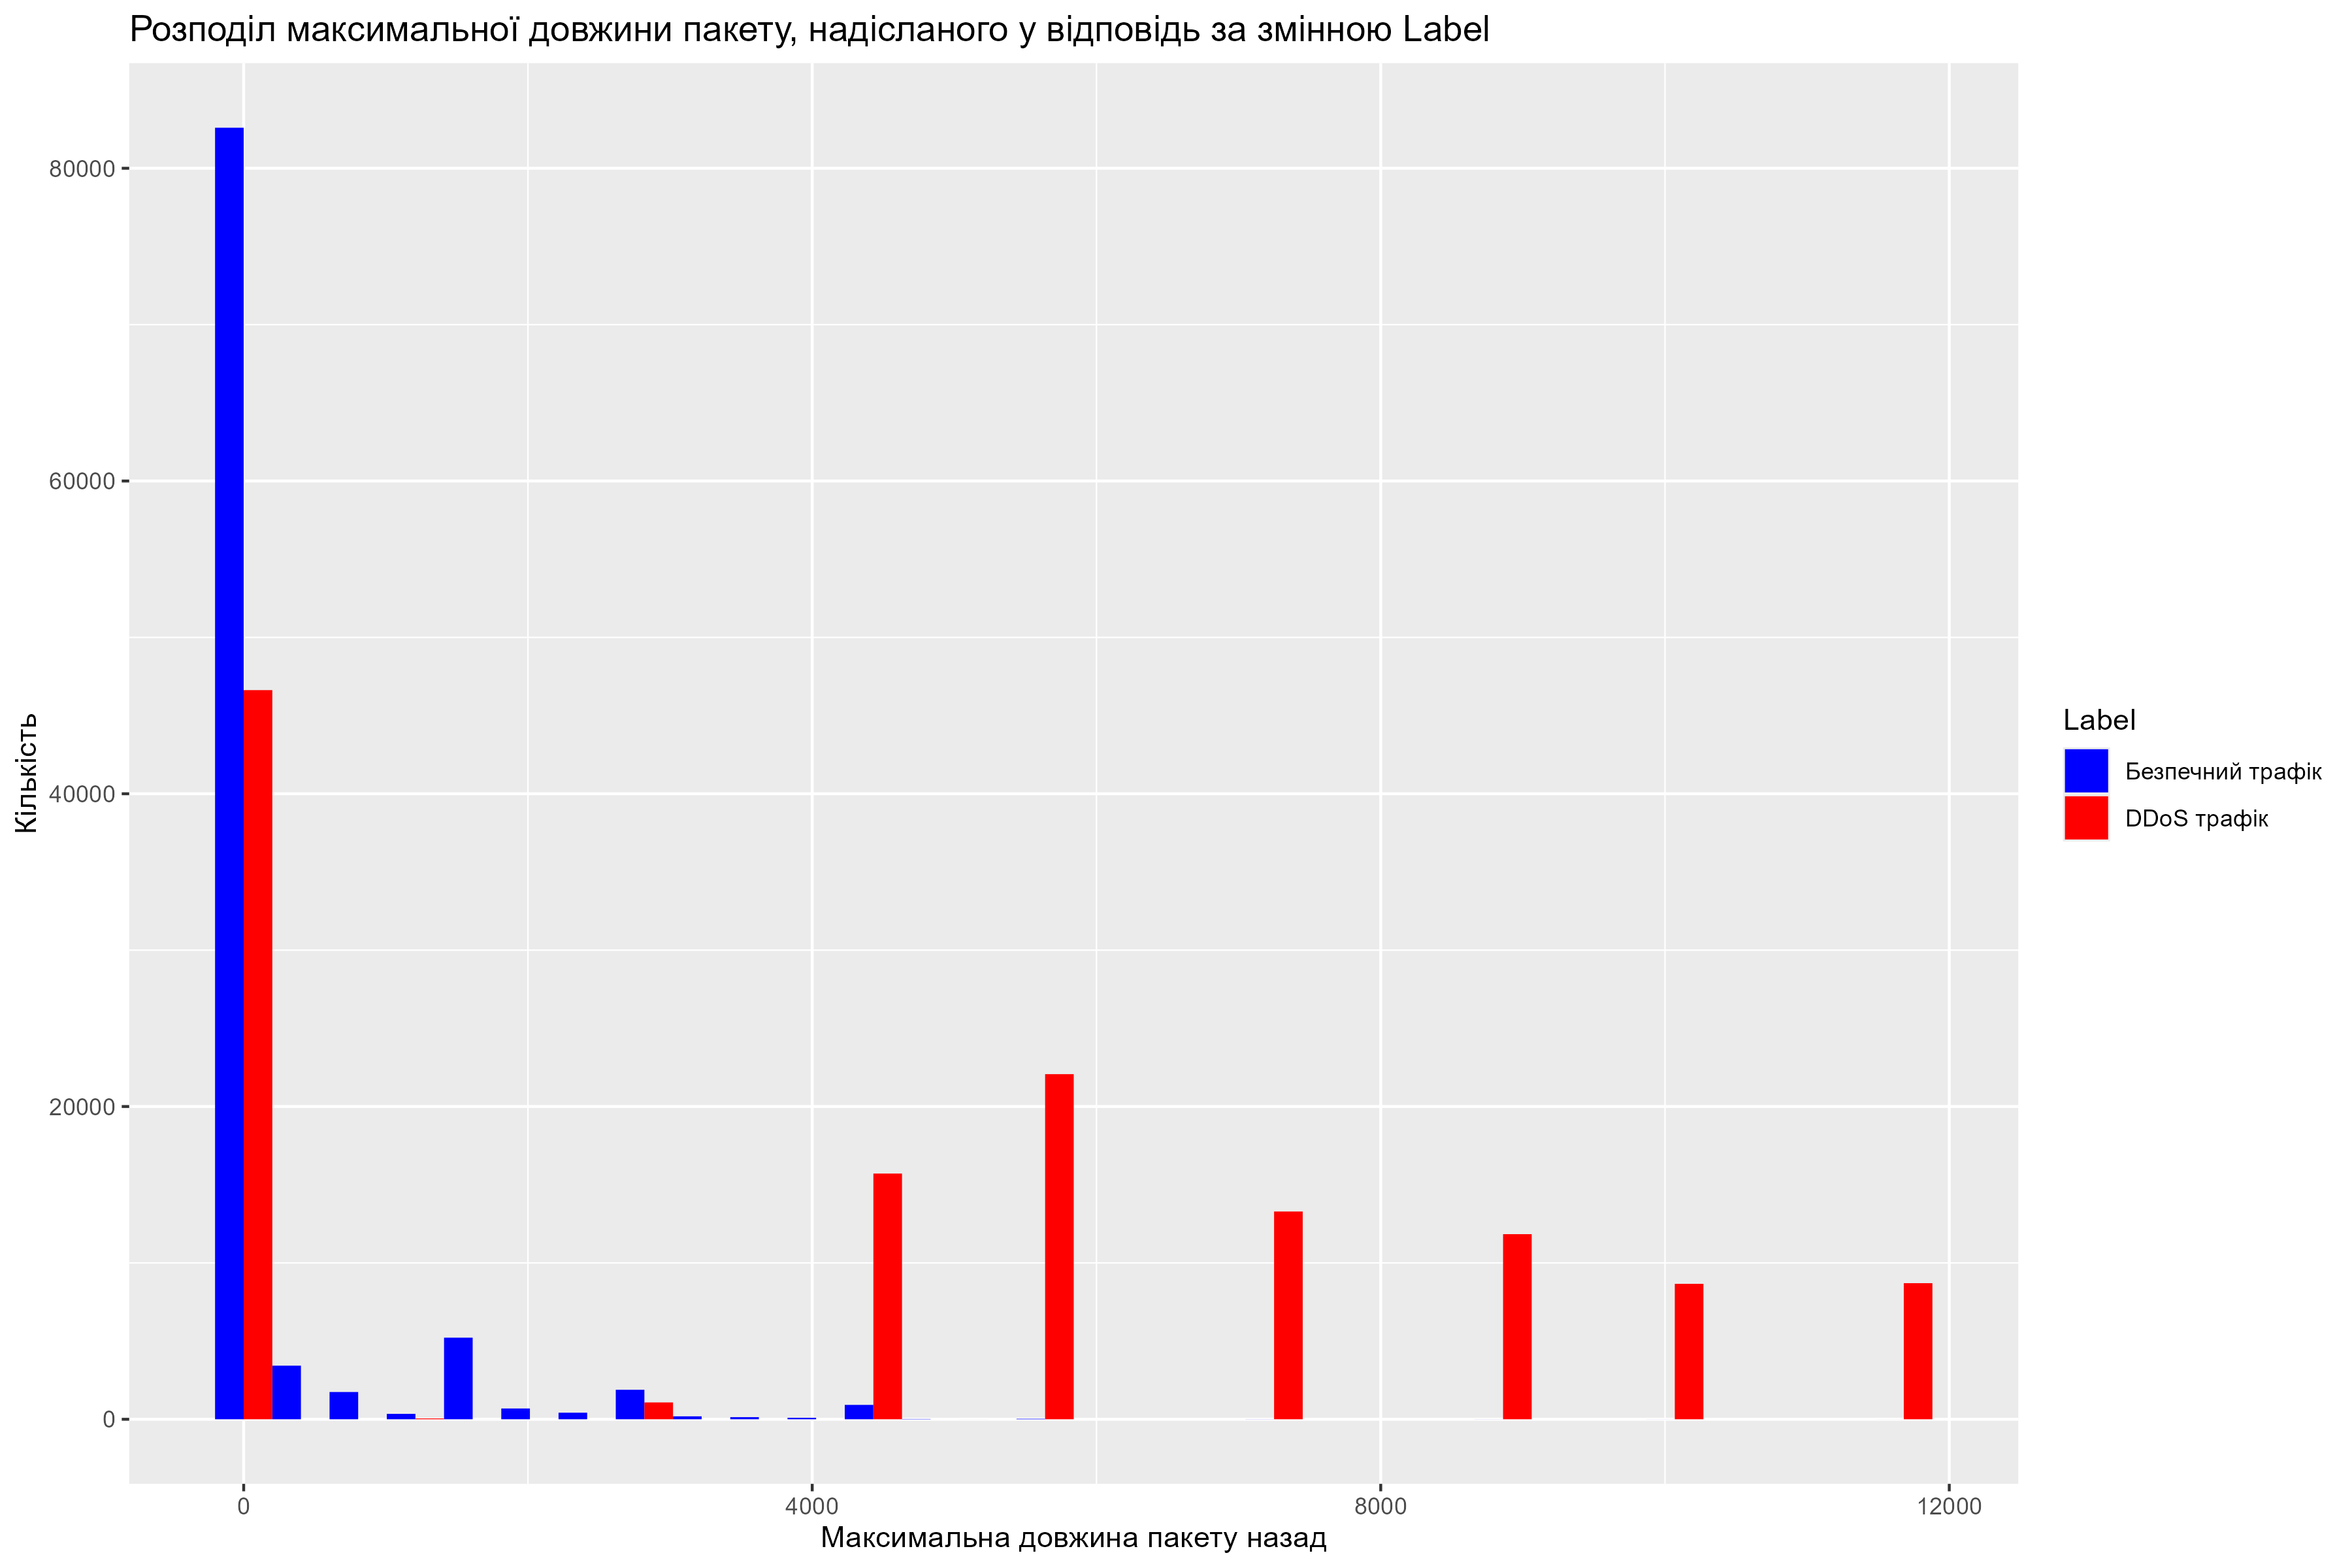 Розподіл максимальної довжини пакету, надісланого у відповідь за змінною Label
80000
60000
40000
20000
0
Кількість
0
4000
8000
12000
Максимальна довжина пакету назад
Label
Безпечний трафік
DDoS трафік